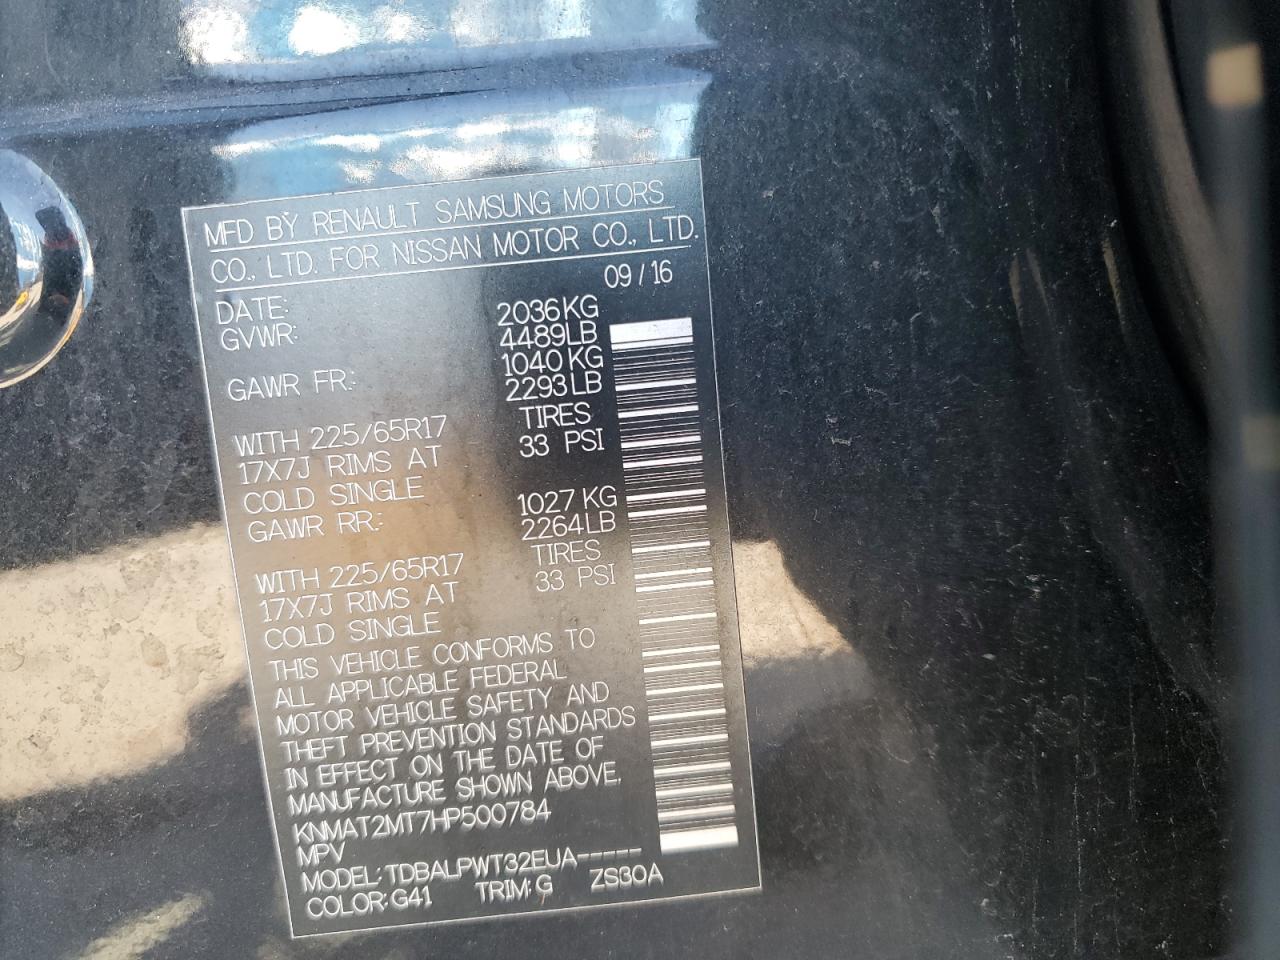 MFD BY RENAULT SAMSUNG MOTORS
CO., LTD. FOR NISSAN MOTOR CO., LTD.
DATE: 09/16
GVWR: 2036KG
4489LB
GAWR FR.: 1040KG
2293LB
WITH 225/65R17 TIRES
17X7J RIMS AT 33 PSI
COLD SINGLE
GAWR RR.: 1027KG
2264LB
WITH 225/65R17 TIRES
17X7J RIMS AT 33 PSI
COLD SINGLE
THIS VEHICLE CONFORMS TO
ALL APPLICABLE FEDERAL
MOTOR VEHICLE SAFETY AND
THEFT PREVENTION STANDARDS
IN EFFECT ON THE DATE OF
MANUFACTURE SHOWN ABOVE.
KNMAT2MT7HP500784
MPV
MODEL: TDBALPWT32EUA-----
COLOR: G41 TRIM: G ZS30A